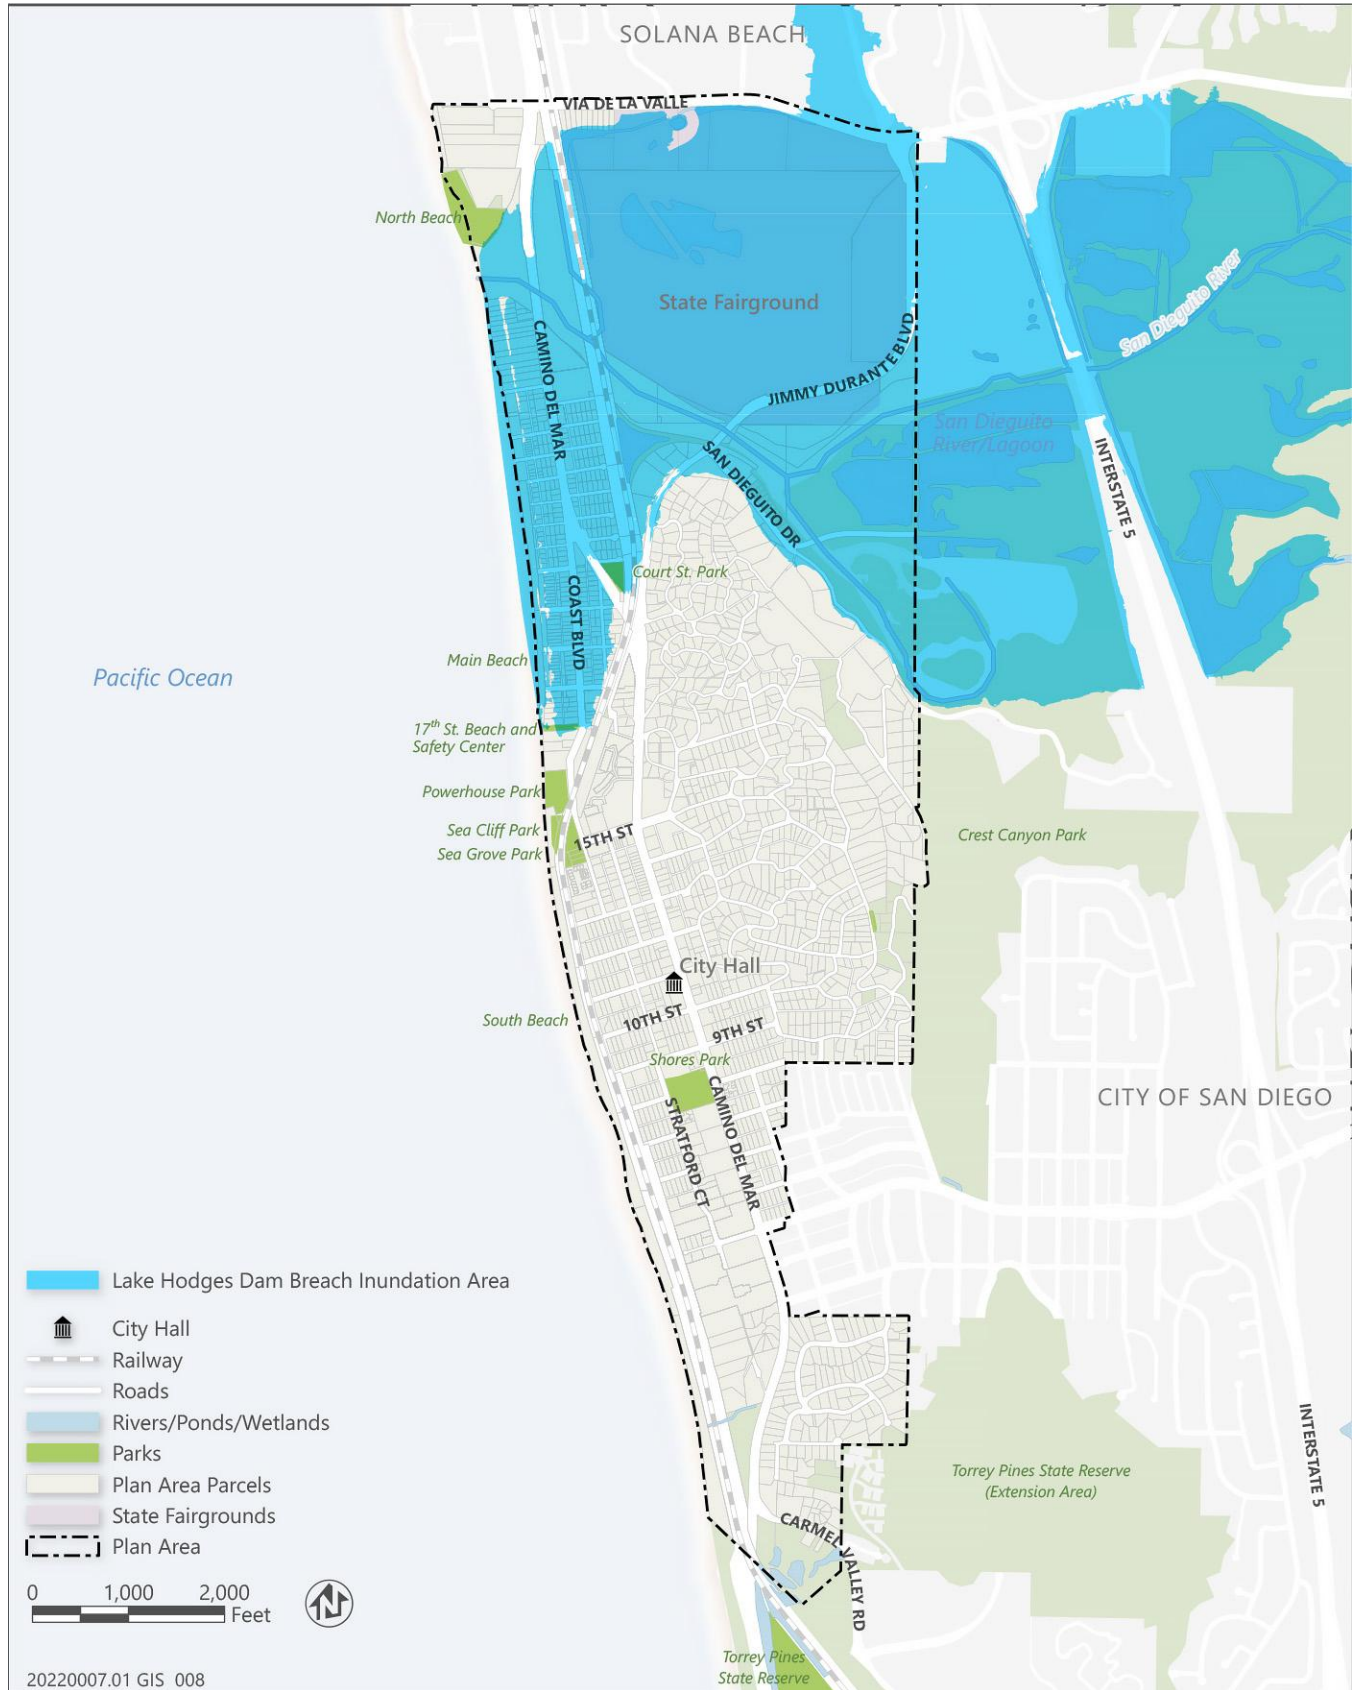 SOLANA BEACH
VIA DE LA VALLE
North Beach
State Fairground
San Dieguito River
CAMINO DEL MAR
JIMMY DURANTE BLVD
San Dieguito
River/Lagoon
SAN DIEGUITO DR
INTERSTATE 5
Court St. Park
COAST BLVD
Main Beach
Pacific Ocean
17th St. Beach and
Safety Center
Powerhouse Park
Sea Cliff Park
15TH ST
Sea Grove Park
Crest Canyon Park
City Hall
South Beach
10TH ST
9TH ST
Shores Park
CITY OF SAN DIEGO
STRATFORD CT
CAMINO DEL MAR
Lake Hodges Dam Breach Inundation Area
City Hall
Railway
Roads
Rivers/Ponds/Wetlands
Parks
Plan Area Parcels
State Fairgrounds
Plan Area
INTERSTATE 5
Torrey Pines State Reserve
(Extension Area)
CARMEL VALLEY RD
0 1,000 2,000
Feet
N
Torrey Pines
State Reserve
20220007.01 GIS 008